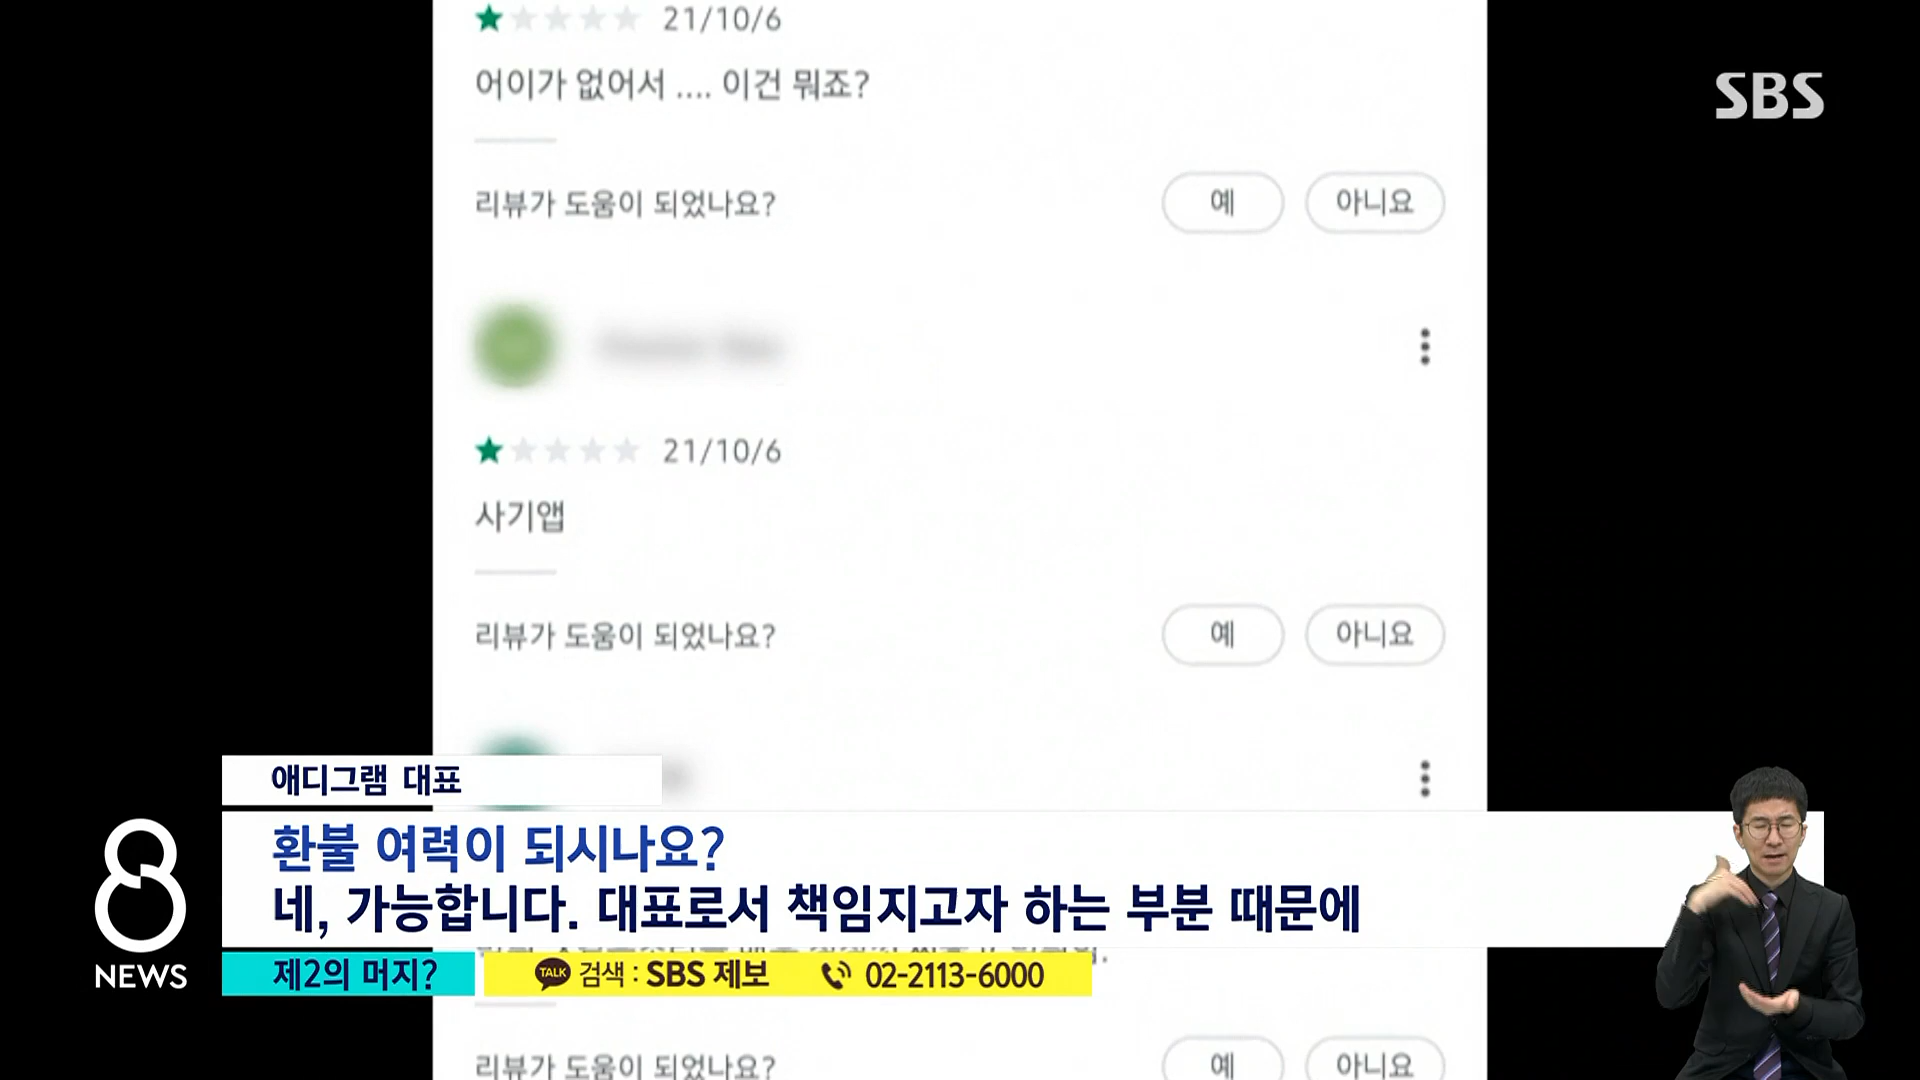 21/10/6
어이가 없어서 .... 이건 뭐죠?
리뷰가 도움이 되었나요?
예
아니요
SBS
21/10/6
사기앱
리뷰가 도움이 되었나요?
예
아니요
애디그램 대표
환불 여력이 되시나요?
네, 가능합니다. 대표로서 책임지고자 하는 부분 때문에
8
NEWS
제2의 머지?
TALK 검색 : SBS 제보 02-2113-6000
리뷰가 도움이 되었나요?
예
아니요